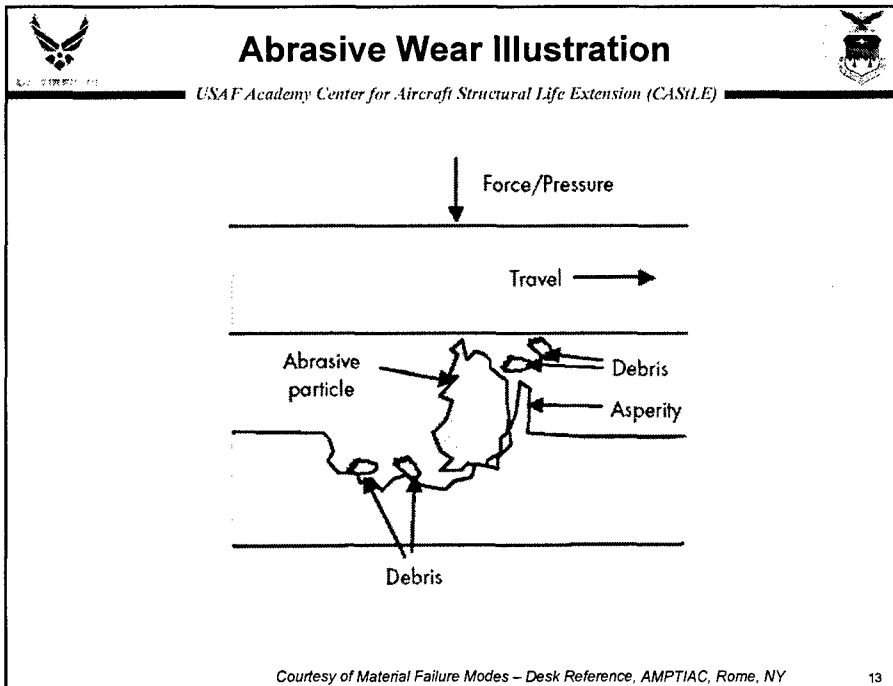 Abrasive Wear Illustration
USAF Academy Center for Aircraft Structural Life Extension (CAStLE)
Force/Pressure
Travel
Abrasive
particle
Debris
Asperity
Debris
Courtesy of Material Failure Modes – Desk Reference, AMPTIAC, Rome, NY
13